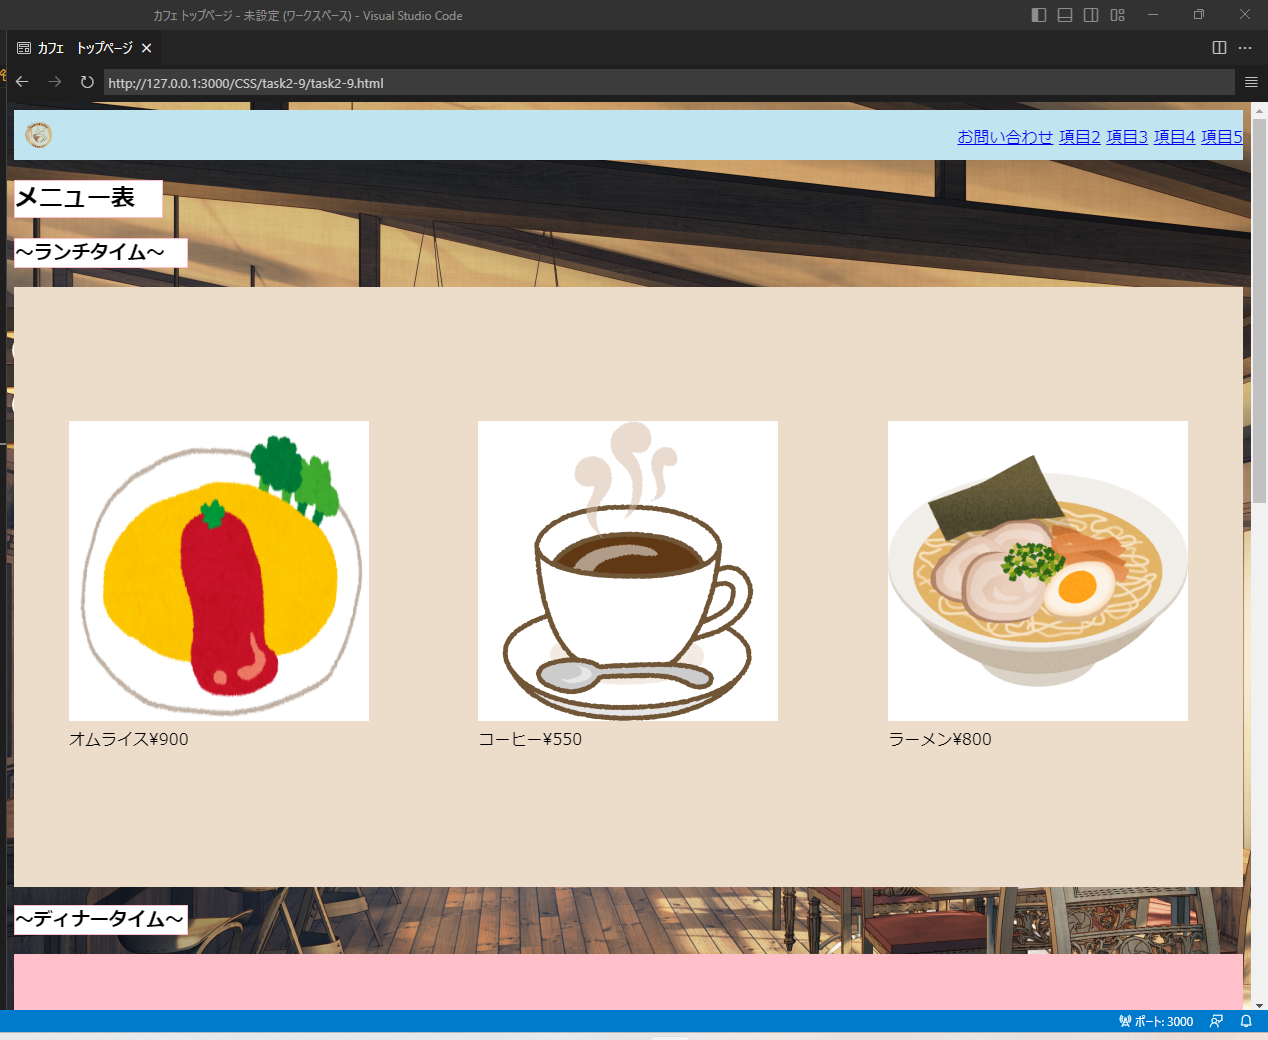 カフェ トップページ - 未設定 (ワークスペース) - Visual Studio Code
カフェ　トップページ
http://127.0.0.1:3000/CSS/task2-9/task2-9.html
お問い合わせ 項目2 項目3 項目4 項目5
メニュー表
～ランチタイム～
オムライス¥900
コーヒー¥550
ラーメン¥800
～ディナータイム～
ポート: 3000